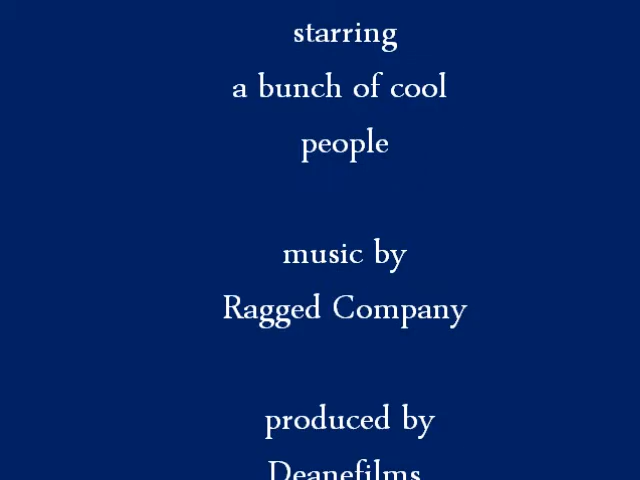 starring
a bunch of cool
people
music by
Ragged Company
produced by
Deanefilms